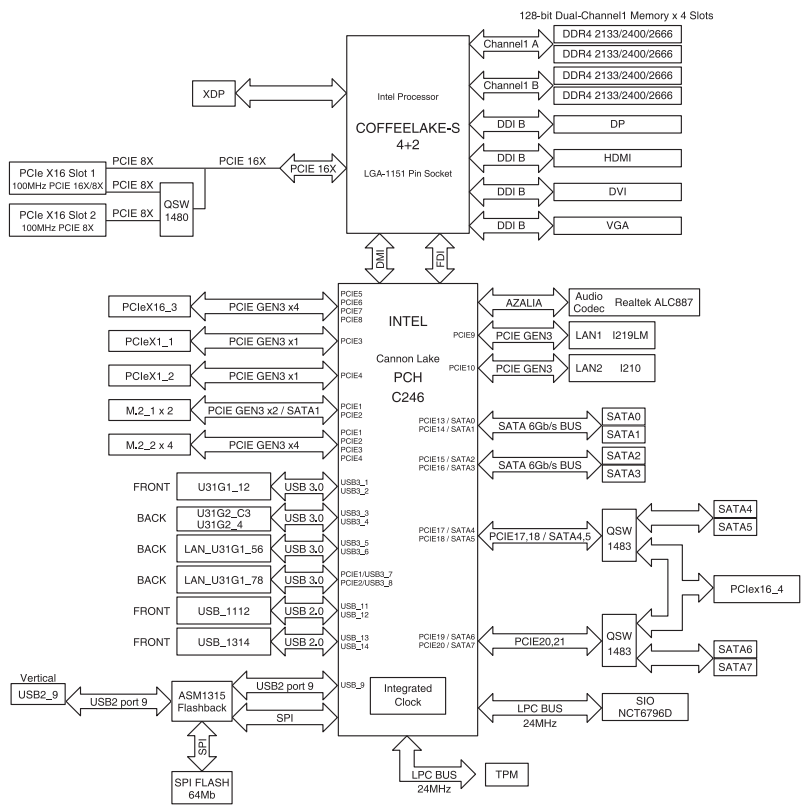 128-bit Dual-Channel1 Memory x 4 Slots
Channel1 A
DDR4 2133/2400/2666
DDR4 2133/2400/2666
Channel1 B
DDR4 2133/2400/2666
DDR4 2133/2400/2666
XDP
Intel Processor
COFFEELAKE-S
4+2
LGA-1151 Pin Socket
DDI B
DP
DDI B
HDMI
DDI B
DVI
DDI B
VGA
PCIe X16 Slot 1
100MHz PCIE 16X/8X
PCIE 8X
PCIE 16X
PCIE 16X
PCIE 8X
QSW
1480
PCIe X16 Slot 2
100MHz PCIE 8X
PCIE 8X
DMI
FDI
INTEL
Cannon Lake
PCH
C246
PCIeX16_3
PCIE GEN3 x4
PCIE5
PCIE6
PCIE7
PCIE8
PCIeX1_1
PCIE GEN3 x1
PCIE3
PCIeX1_2
PCIE GEN3 x1
PCIE4
M.2_1 x 2
PCIE GEN3 x2 / SATA1
PCIE1
PCIE2
M.2_2 x 4
PCIE GEN3 x4
PCIE1
PCIE2
PCIE3
PCIE4
FRONT
U31G1_12
USB 3.0
USB3_1
USB3_2
BACK
U31G2_C3
U31G2_4
USB 3.0
USB3_3
USB3_4
BACK
LAN_U31G1_56
USB 3.0
USB3_5
USB3_6
BACK
LAN_U31G1_78
USB 3.0
PCIE1/USB3_7
PCIE2/USB3_8
FRONT
USB_1112
USB 2.0
USB_11
USB_12
FRONT
USB_1314
USB 2.0
USB_13
USB_14
Vertical
USB2_9
USB2 port 9
ASM1315
Flashback
USB2 port 9
USB_9
SPI
SPI
SPI FLASH
64Mb
Integrated
Clock
AZALIA
Audio Codec
Realtek ALC887
PCIE9
PCIE GEN3
LAN1 I219LM
PCIE10
PCIE GEN3
LAN2 I210
PCIE13 / SATA0
PCIE14 / SATA1
SATA 6Gb/s BUS
SATA0
SATA1
PCIE15 / SATA2
PCIE16 / SATA3
SATA 6Gb/s BUS
SATA2
SATA3
PCIE17 / SATA4
PCIE18 / SATA5
PCIE17,18 / SATA4,5
QSW
1483
SATA4
SATA5
PCIex16_4
PCIE19 / SATA6
PCIE20 / SATA7
PCIE20,21
QSW
1483
SATA6
SATA7
LPC BUS
24MHz
SIO
NCT6796D
LPC BUS
24MHz
TPM